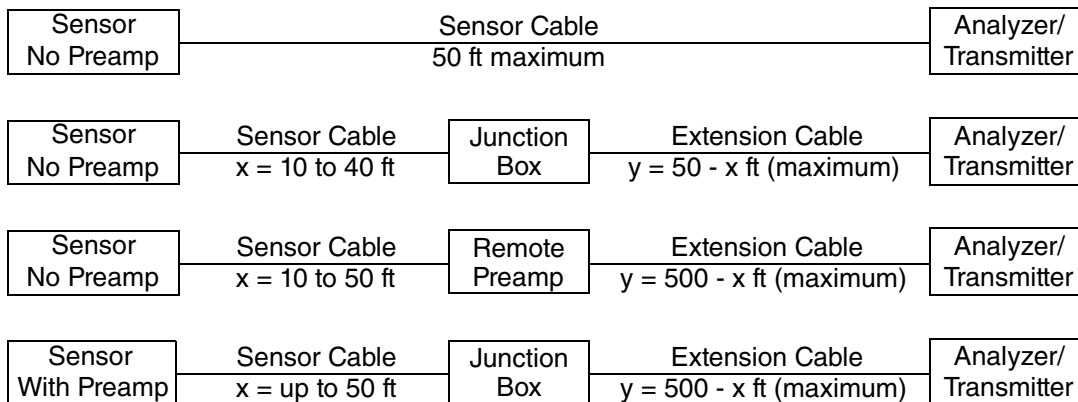 Sensor
No Preamp
Sensor Cable
50 ft maximum
Analyzer/
Transmitter
Sensor
No Preamp
Sensor Cable
x = 10 to 40 ft
Junction
Box
Extension Cable
y = 50 - x ft (maximum)
Analyzer/
Transmitter
Sensor
No Preamp
Sensor Cable
x = 10 to 50 ft
Remote
Preamp
Extension Cable
y = 500 - x ft (maximum)
Analyzer/
Transmitter
Sensor
With Preamp
Sensor Cable
x = up to 50 ft
Junction
Box
Extension Cable
y = 500 - x ft (maximum)
Analyzer/
Transmitter